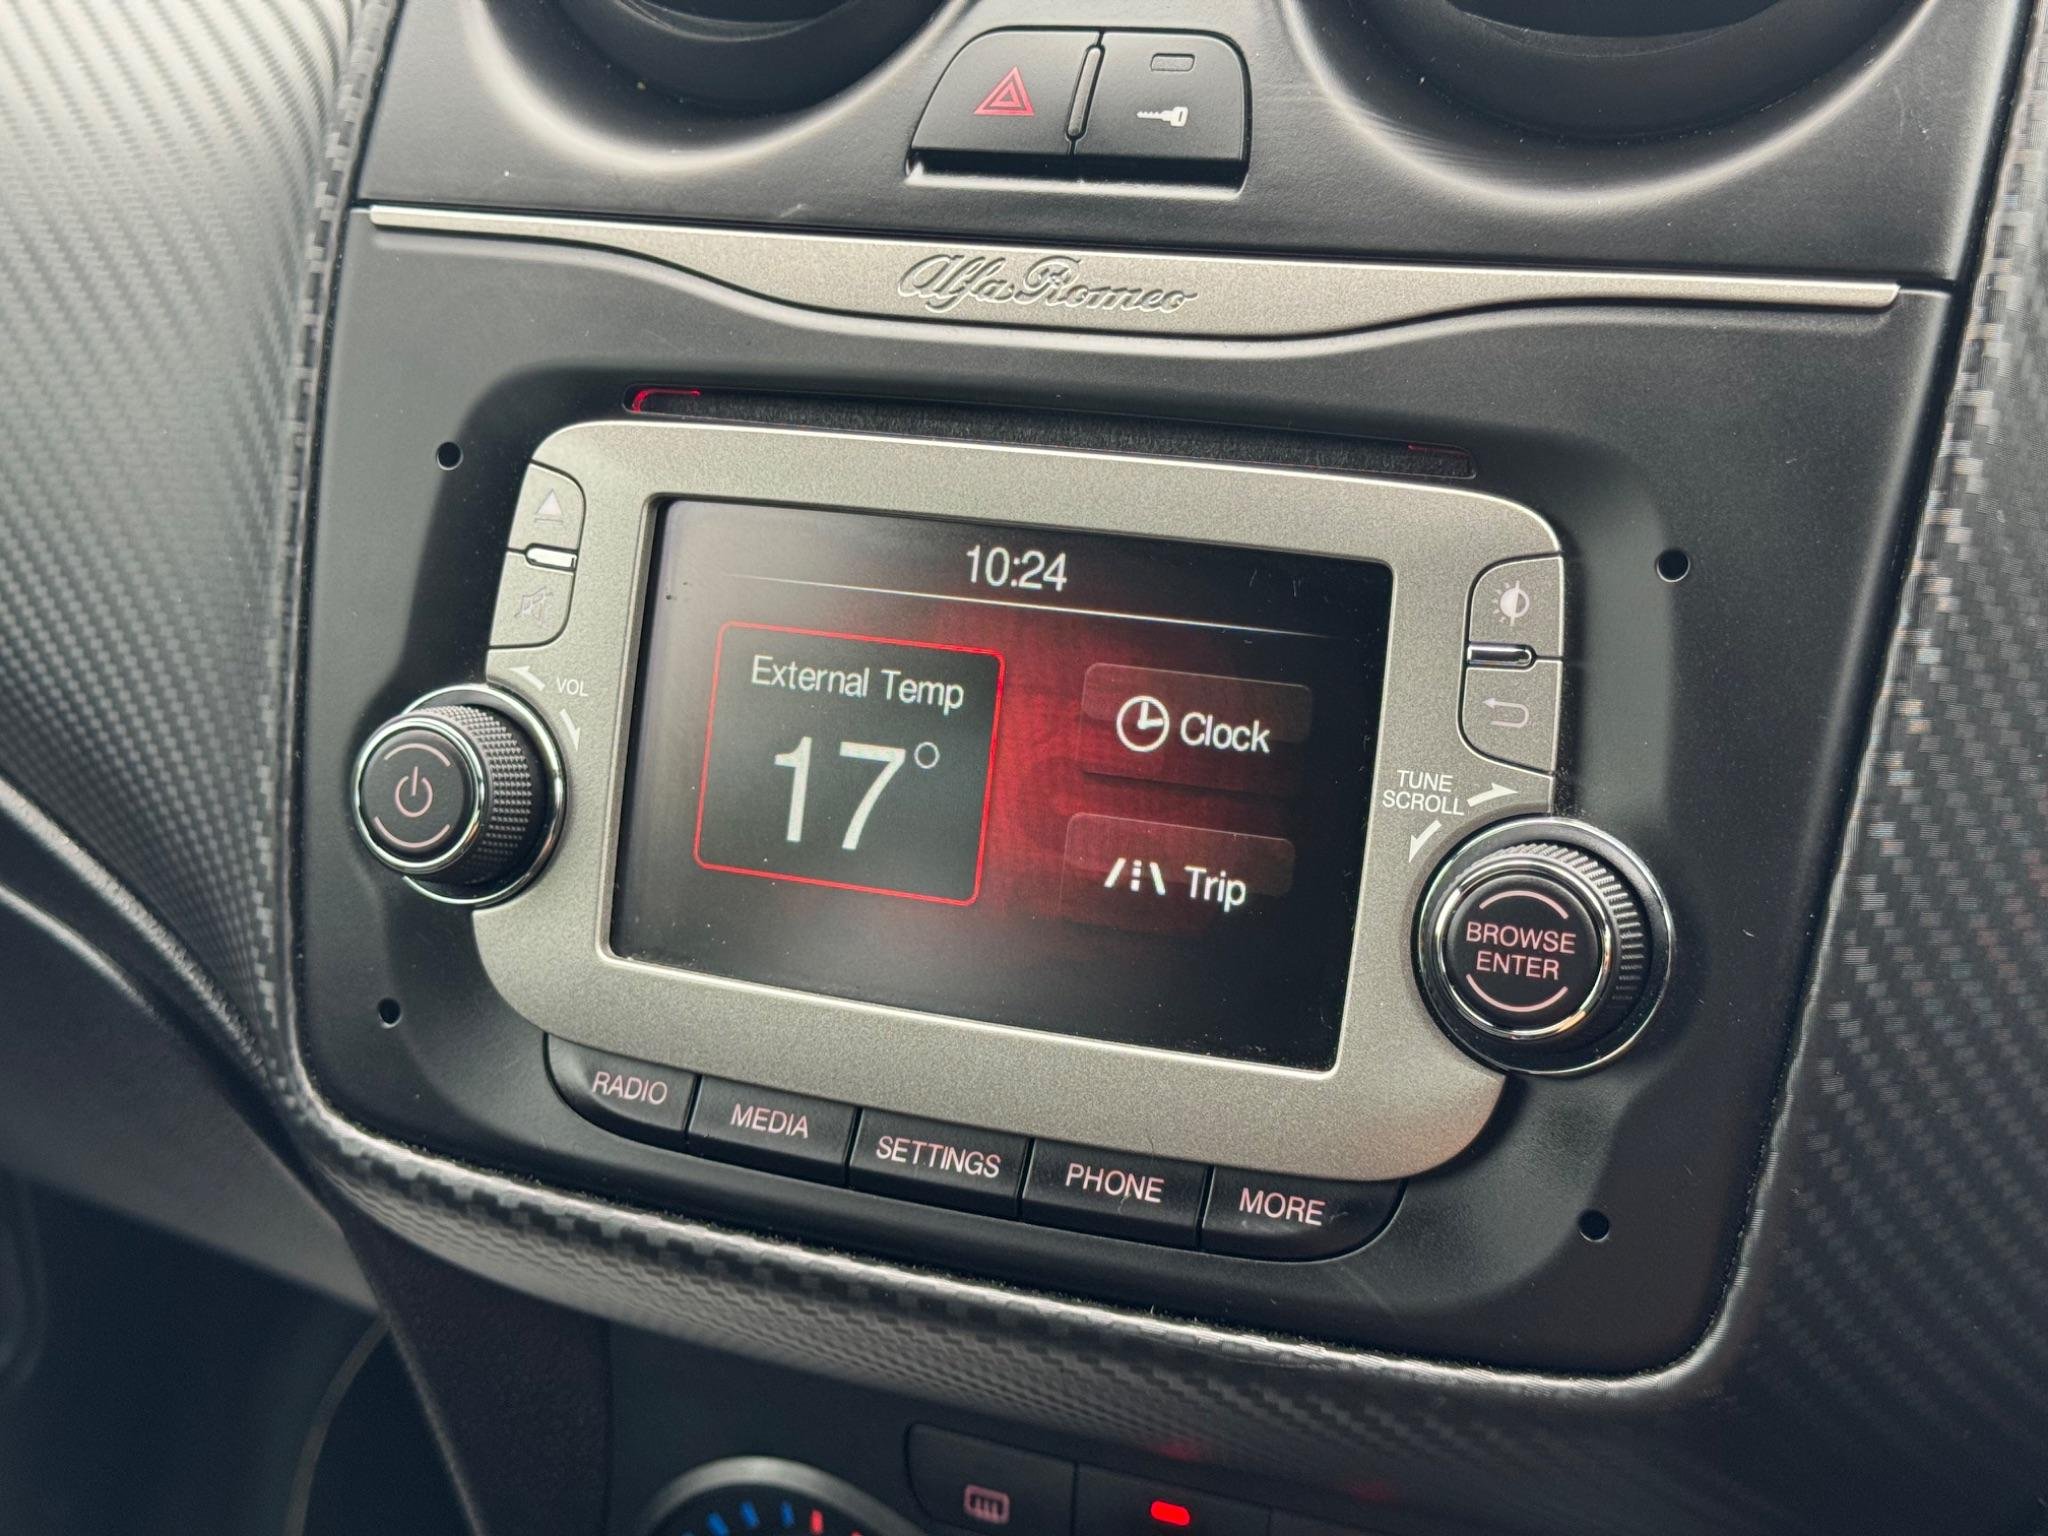 Alfa Romeo
10:24
VOL
External Temp
17°
Clock
Trip
TUNE
SCROLL
BROWSE
ENTER
RADIO
MEDIA
SETTINGS
PHONE
MORE